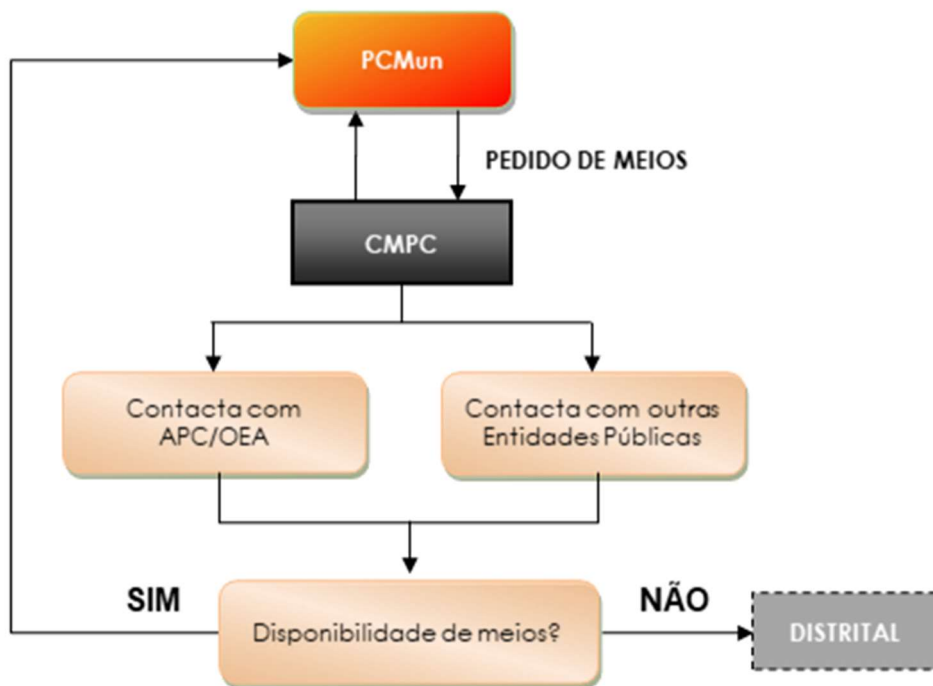 PCMun
PEDIDO DE MEIOS
CMPC
Contacta com
APC/OEA
Contacta com outras
Entidades Públicas
SIM
NÃO
Disponibilidade de meios?
DISTRITAL